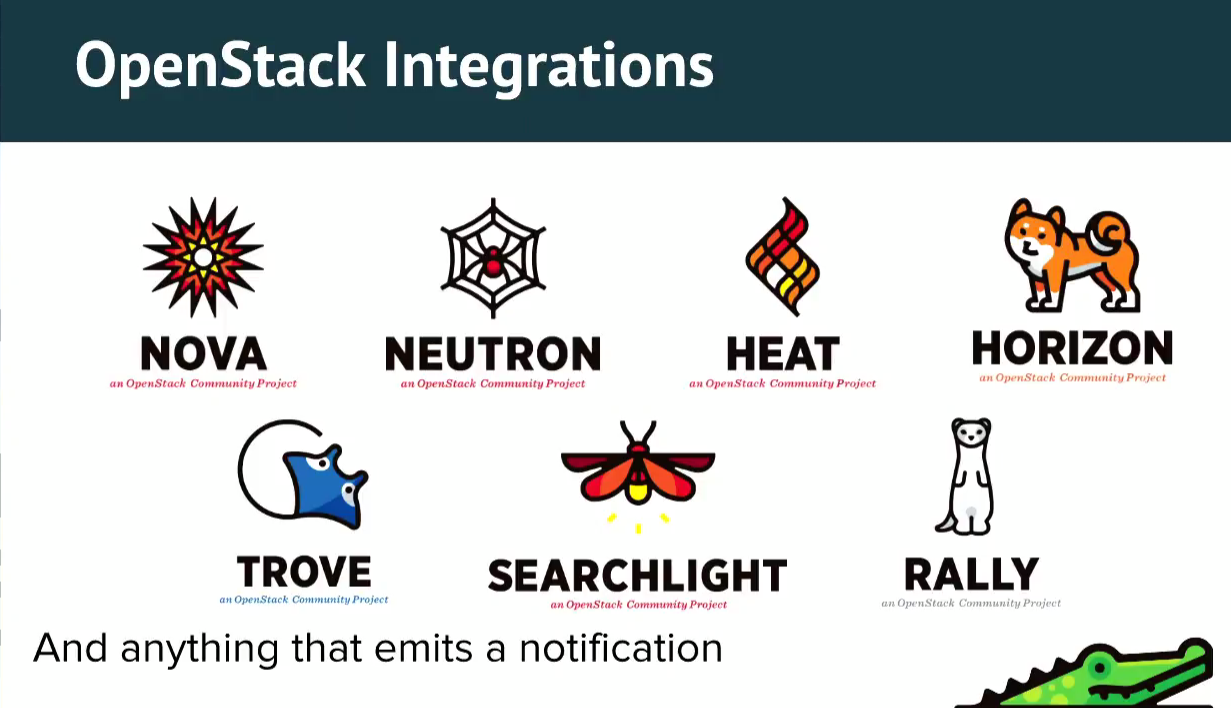 OpenStack Integrations
NOVA
an OpenStack Community Project
NEUTRON
an OpenStack Community Project
HEAT
an OpenStack Community Project
HORIZON
an OpenStack Community Project
TROVE
an OpenStack Community Project
SEARCHLIGHT
an OpenStack Community Project
RALLY
an OpenStack Community Project
And anything that emits a notification